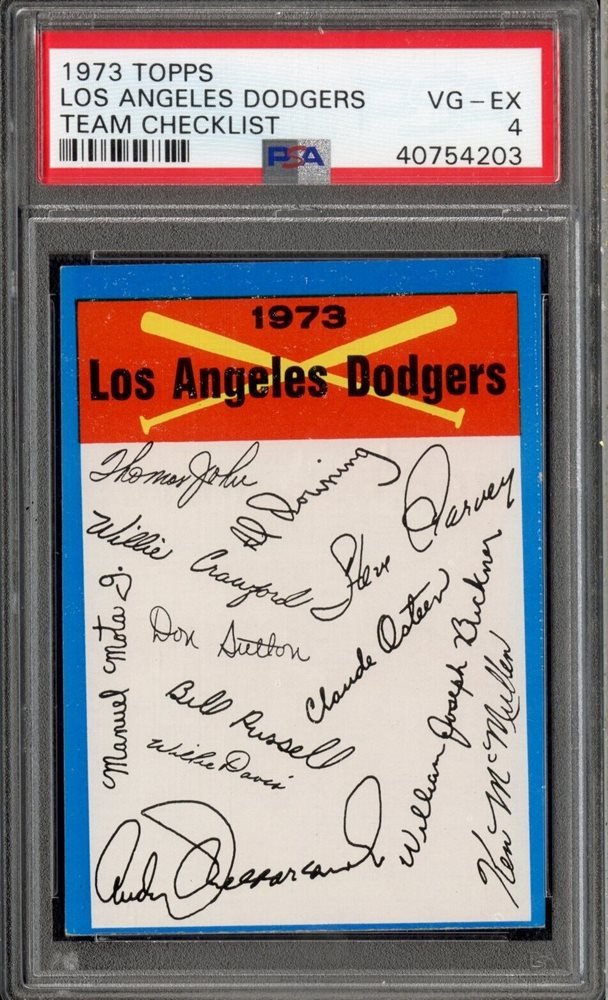 1973 TOPPS
LOS ANGELES DODGERS VG-EX
TEAM CHECKLIST 4
PSA 40754203
1973
Los Angeles Dodgers
Thomas John
Al Downing
Willie Crawford
Steve Garvey
Manuel Mota J.
Don Sutton
Claude Osteen
William Joseph Buckner
Ken McMullen
Bill Russell
Willie Davis
Andy Messersmith